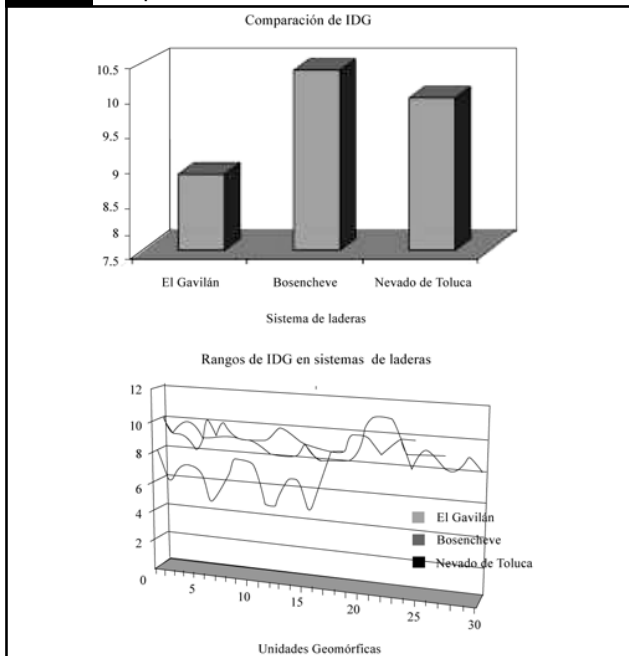 Comparación de IDG
10.5
10
9.5
9
8.5
8
7.5
El Gavilán Bosencheve Nevado de Toluca
Sistema de laderas
Rangos de IDG en sistemas de laderas
12
10
8
6
4
2
0
5
10
15
20
25
30
El Gavilán
Bosencheve
Nevado de Toluca
Unidades Geomórficas